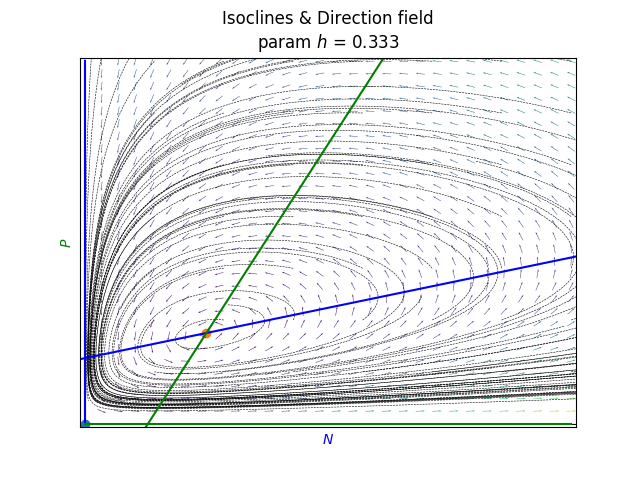 Isoclines & Direction field
param h = 0.333
P
N